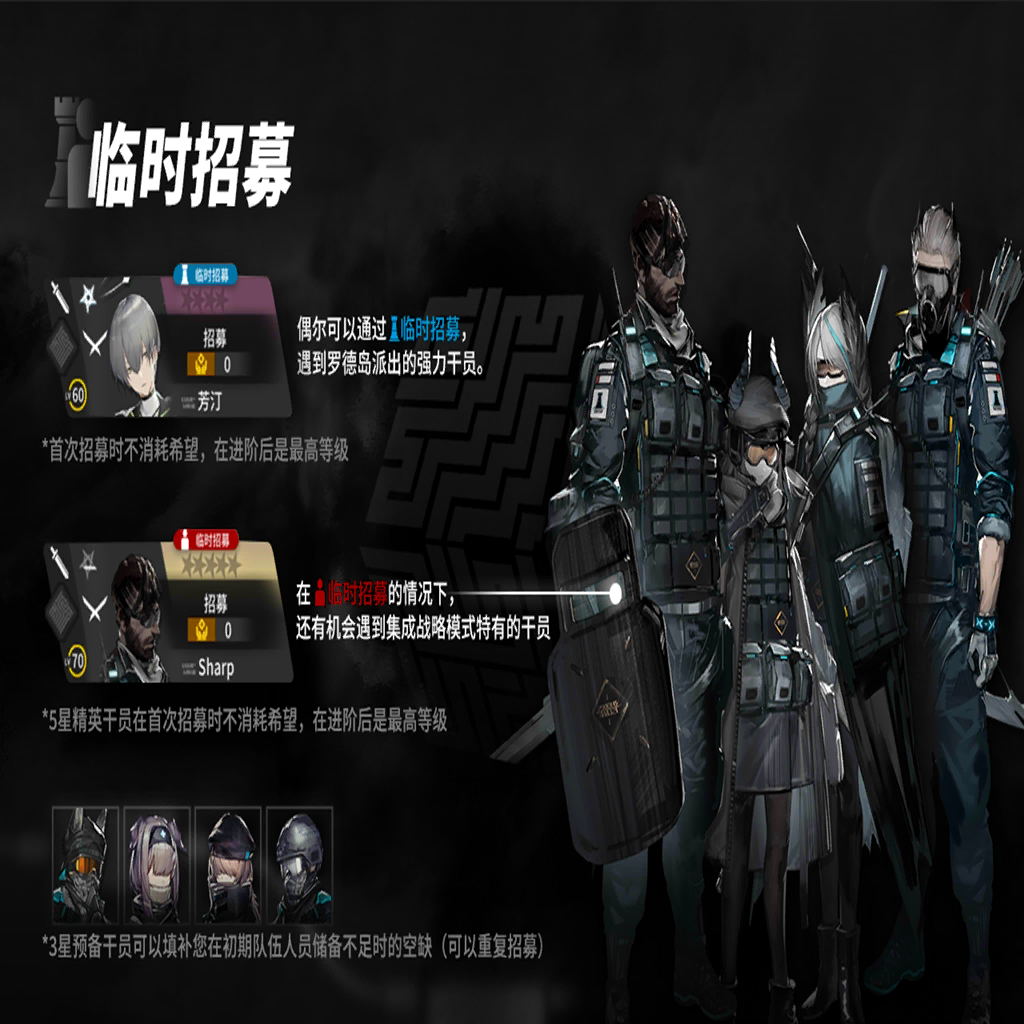 临时招募
临时招募
招募
0
LV 60
芳汀
偶尔可以通过临时招募，
遇到罗德岛派出的强力干员。
*首次招募时不消耗希望，在进阶后是最高等级
临时招募
招募
0
LV 70
Sharp
在临时招募的情况下，
还有机会遇到集成战略模式特有的干员
*5星精英干员在首次招募时不消耗希望，在进阶后是最高等级
*3星预备干员可以填补您在初期队伍人员储备不足时的空缺（可以重复招募）